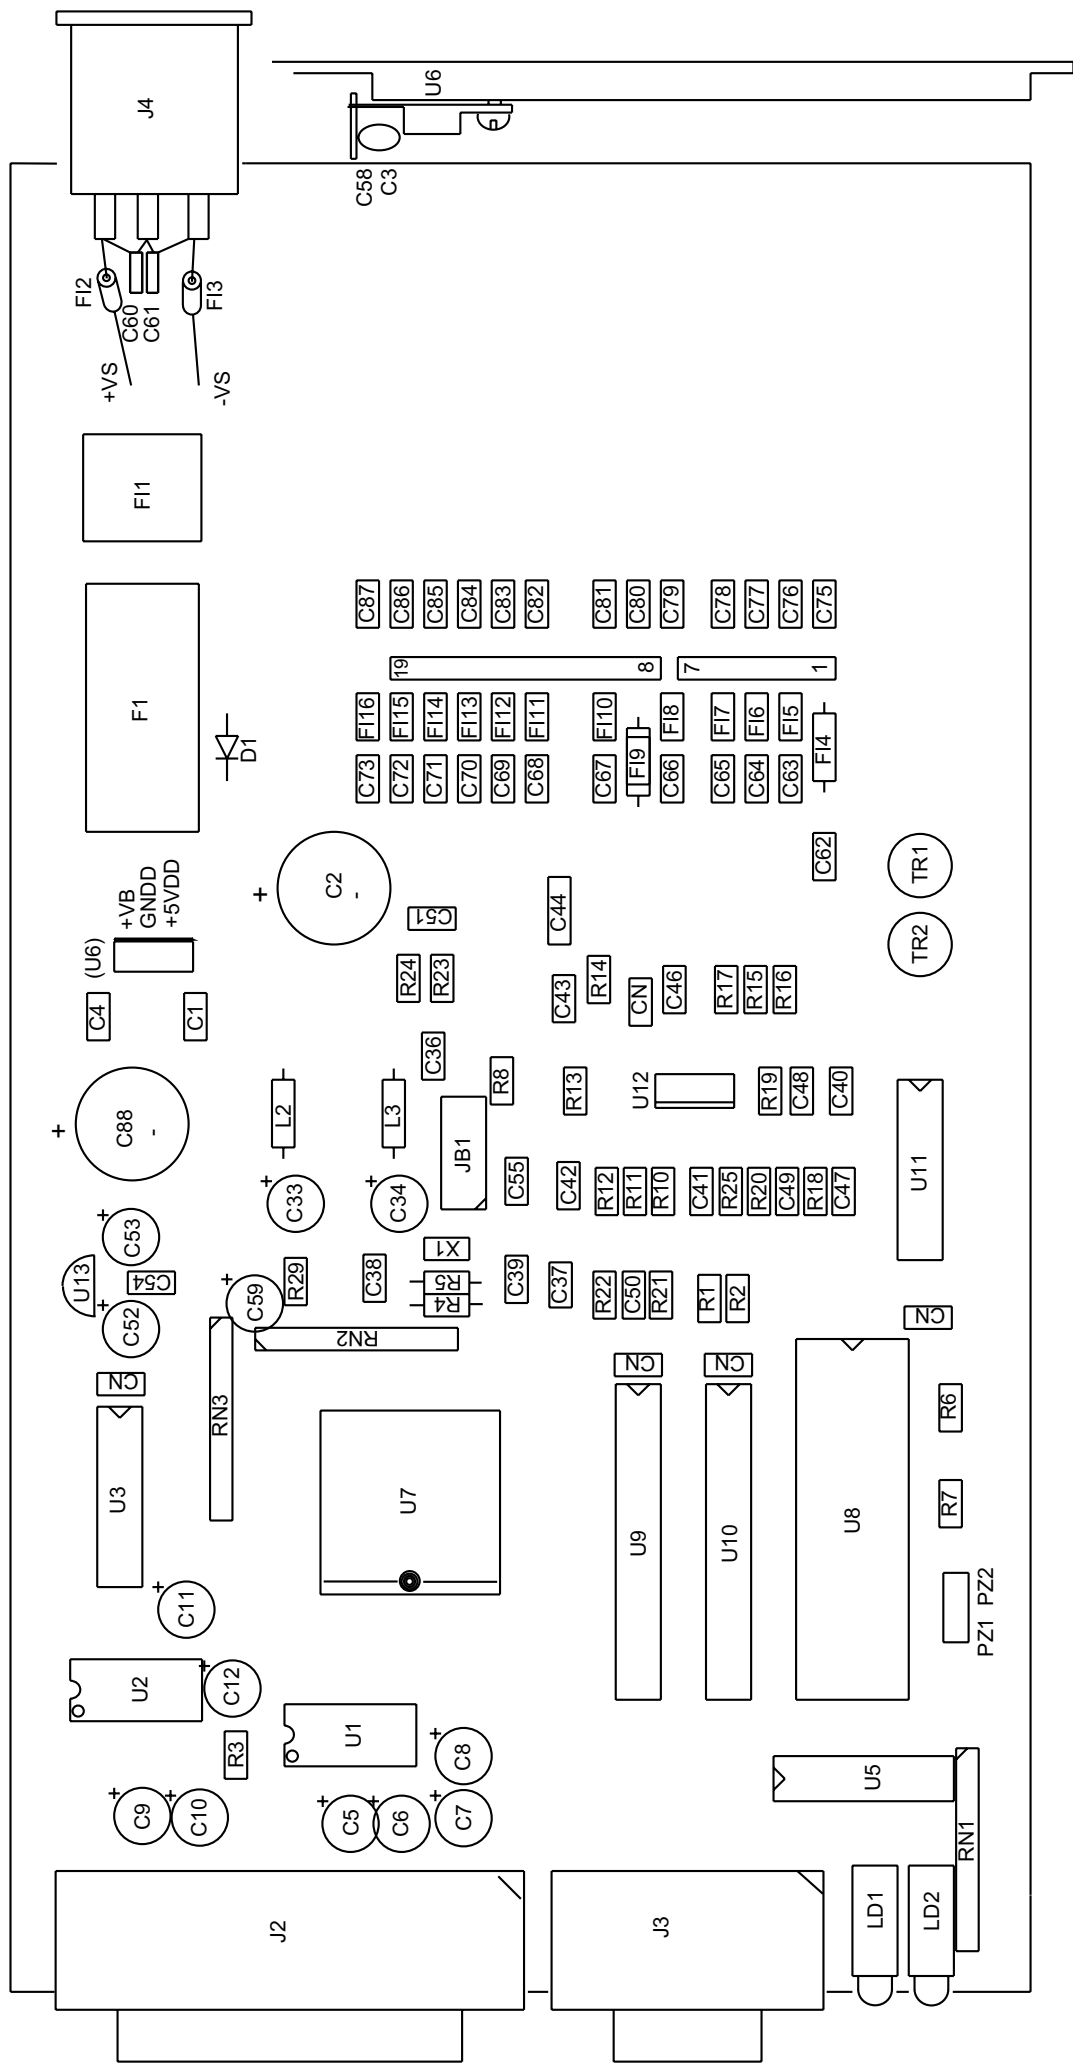 J4
U6
C58
C3
FI2
C60
C61
FI3
+VS
-VS
FI1
F1
D1
C87
C86
C85
C84
C83
C82
C81
C80
C79
C78
C77
C76
C75
19
8
7
1
FI16
FI15
FI14
FI13
FI12
FI11
FI10
FI9
FI8
FI7
FI6
FI5
FI4
C73
C72
C71
C70
C69
C68
C67
C66
C65
C64
C63
C62
TR1
TR2
+VB
GNDD
+5VDD
(U6)
+
C2
-
C51
C44
C4
C1
R24
R23
C43
R14
CN
C46
R17
R15
R16
+
C88
-
L2
L3
C36
R8
JB1
R13
U12
R19
C48
C40
U11
+
C53
+
C33
+
C34
C55
C42
R12
R11
R10
C41
R25
R20
C49
R18
C47
U13
C54
+
C52
+
C59
R29
C38
X1
R5
R4
C39
C37
R22
C50
R21
R1
R2
CN
RN2
CN
RN3
CN
CN
U3
U7
U9
U10
U8
R6
R7
PZ1 PZ2
+
C11
U2
+
C12
R3
U1
+
C8
+
C9
+
C10
+
C5
+
C6
+
C7
U5
RN1
J2
J3
LD1
LD2